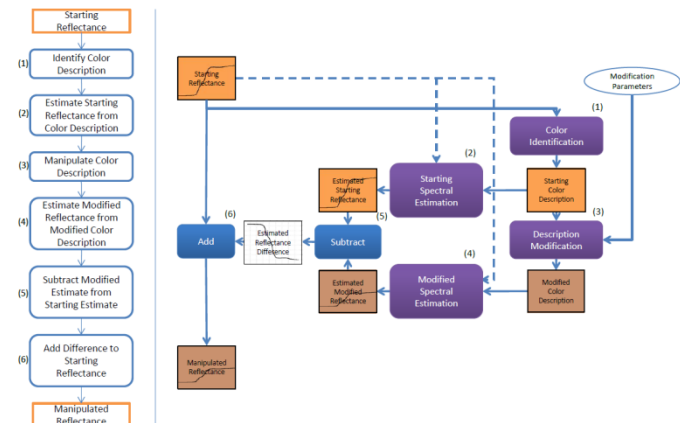 Starting
Reflectance
(1)
Identify Color
Description
(2)
Estimate Starting
Reflectance from
Color Description
(3)
Manipulate Color
Description
(4)
Estimate Modified
Reflectance from
Modified Color
Description
(5)
Subtract Modified
Estimate from
Starting Estimate
(6)
Add Difference to
Starting
Reflectance
Manipulated
Reflectance
Starting
Reflectance
Modification
Parameters
(1)
Color
Identification
(2)
Starting
Spectral
Estimation
Estimated
Starting
Reflectance
Starting
Color
Description
(3)
Description
Modification
(6)
Add
Estimated
Reflectance
Difference
(5)
Subtract
(4)
Modified
Spectral
Estimation
Estimated
Modified
Reflectance
Modified
Color
Description
Manipulated
Reflectance